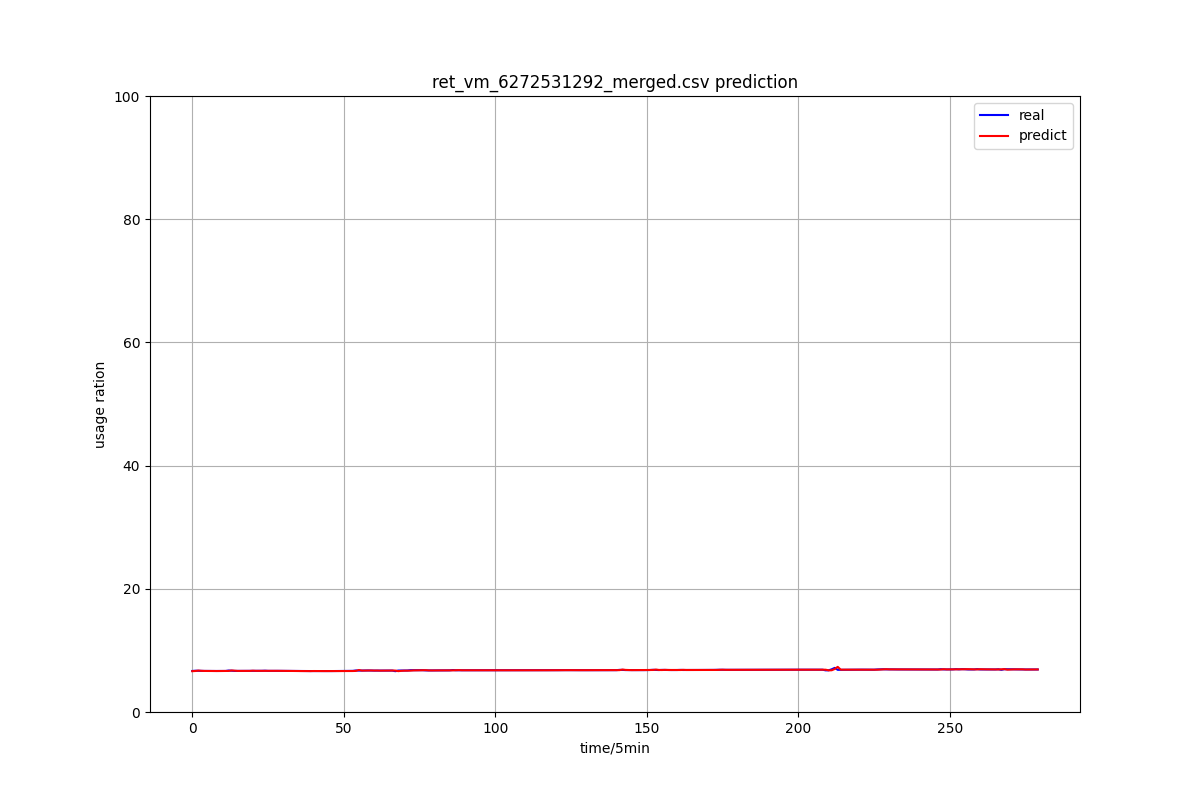 ret_vm_6272531292_merged.csv prediction
100
80
60
40
20
0
usage ration
real
predict
0 50 100 150 200 250
time/5min